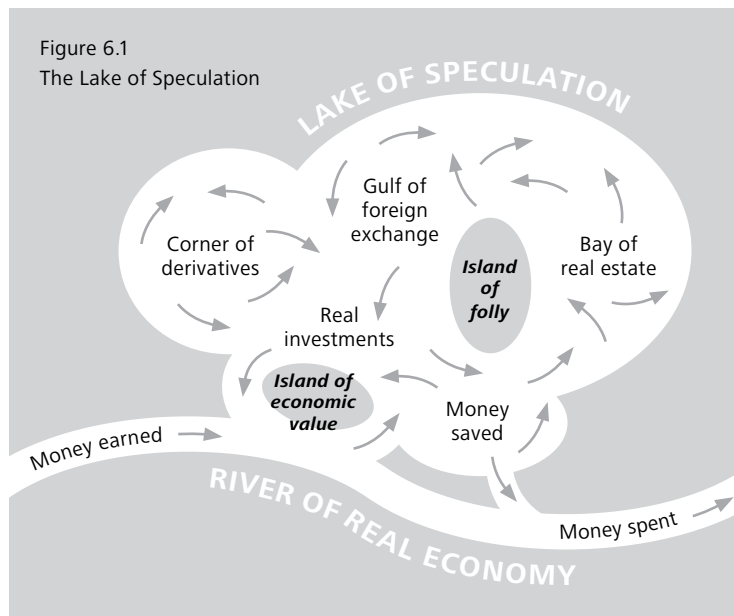 Figure 6.1
The Lake of Speculation
LAKE OF SPECULATION
Gulf of
foreign
exchange
Corner of
derivatives
Island
of
folly
Bay of
real estate
Real
investments
Island of
economic
value
Money
saved
Money earned
RIVER OF REAL ECONOMY
Money spent